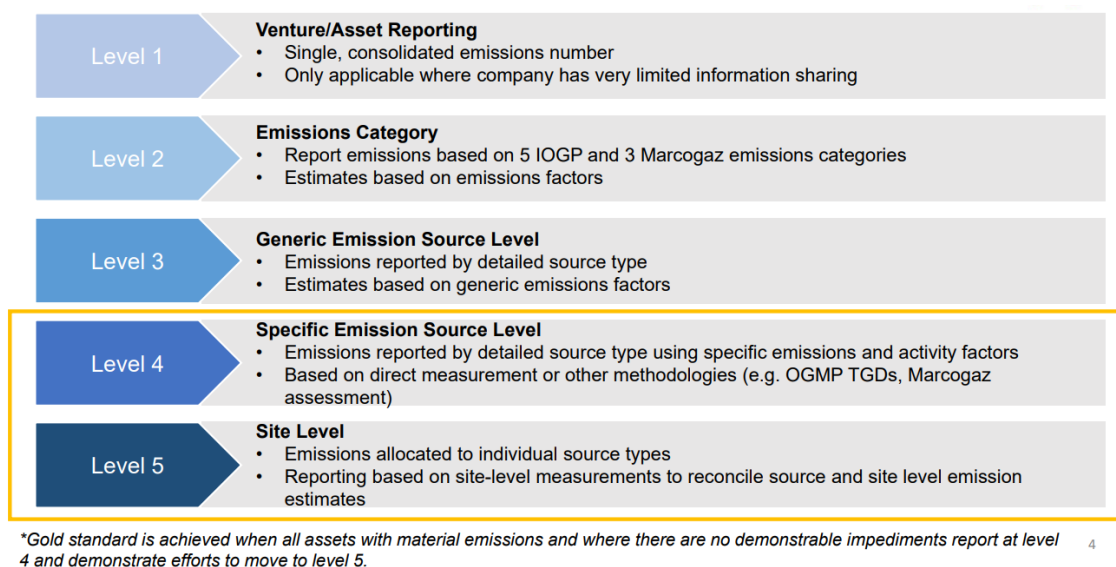 Level 1
Venture/Asset Reporting
• Single, consolidated emissions number
• Only applicable where company has very limited information sharing
Level 2
Emissions Category
• Report emissions based on 5 IOGP and 3 Marcogaz emissions categories
• Estimates based on emissions factors
Level 3
Generic Emission Source Level
• Emissions reported by detailed source type
• Estimates based on generic emissions factors
Level 4
Specific Emission Source Level
• Emissions reported by detailed source type using specific emissions and activity factors
• Based on direct measurement or other methodologies (e.g. OGMP TGDs, Marcogaz
assessment)
Level 5
Site Level
• Emissions allocated to individual source types
• Reporting based on site-level measurements to reconcile source and site level emission
estimates
*Gold standard is achieved when all assets with material emissions and where there are no demonstrable impediments report at level
4 and demonstrate efforts to move to level 5.
4